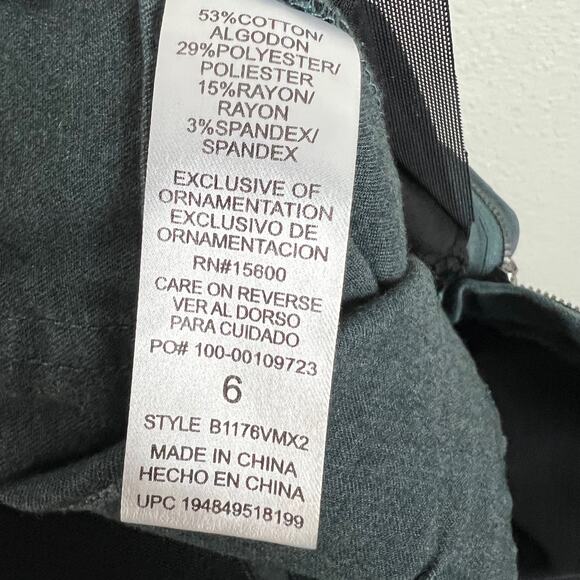 53%COTTON/
ALGODON
29%POLYESTER/
POLIESTER
15%RAYON/
RAYON
3%SPANDEX/
SPANDEX
EXCLUSIVE OF
ORNAMENTATION
EXCLUSIVO DE
ORNAMENTACION
RN#15600
CARE ON REVERSE
VER AL DORSO
PARA CUIDADO
PO# 100-00109723
6
STYLE B1176VMX2
MADE IN CHINA
HECHO EN CHINA
UPC 194849518199